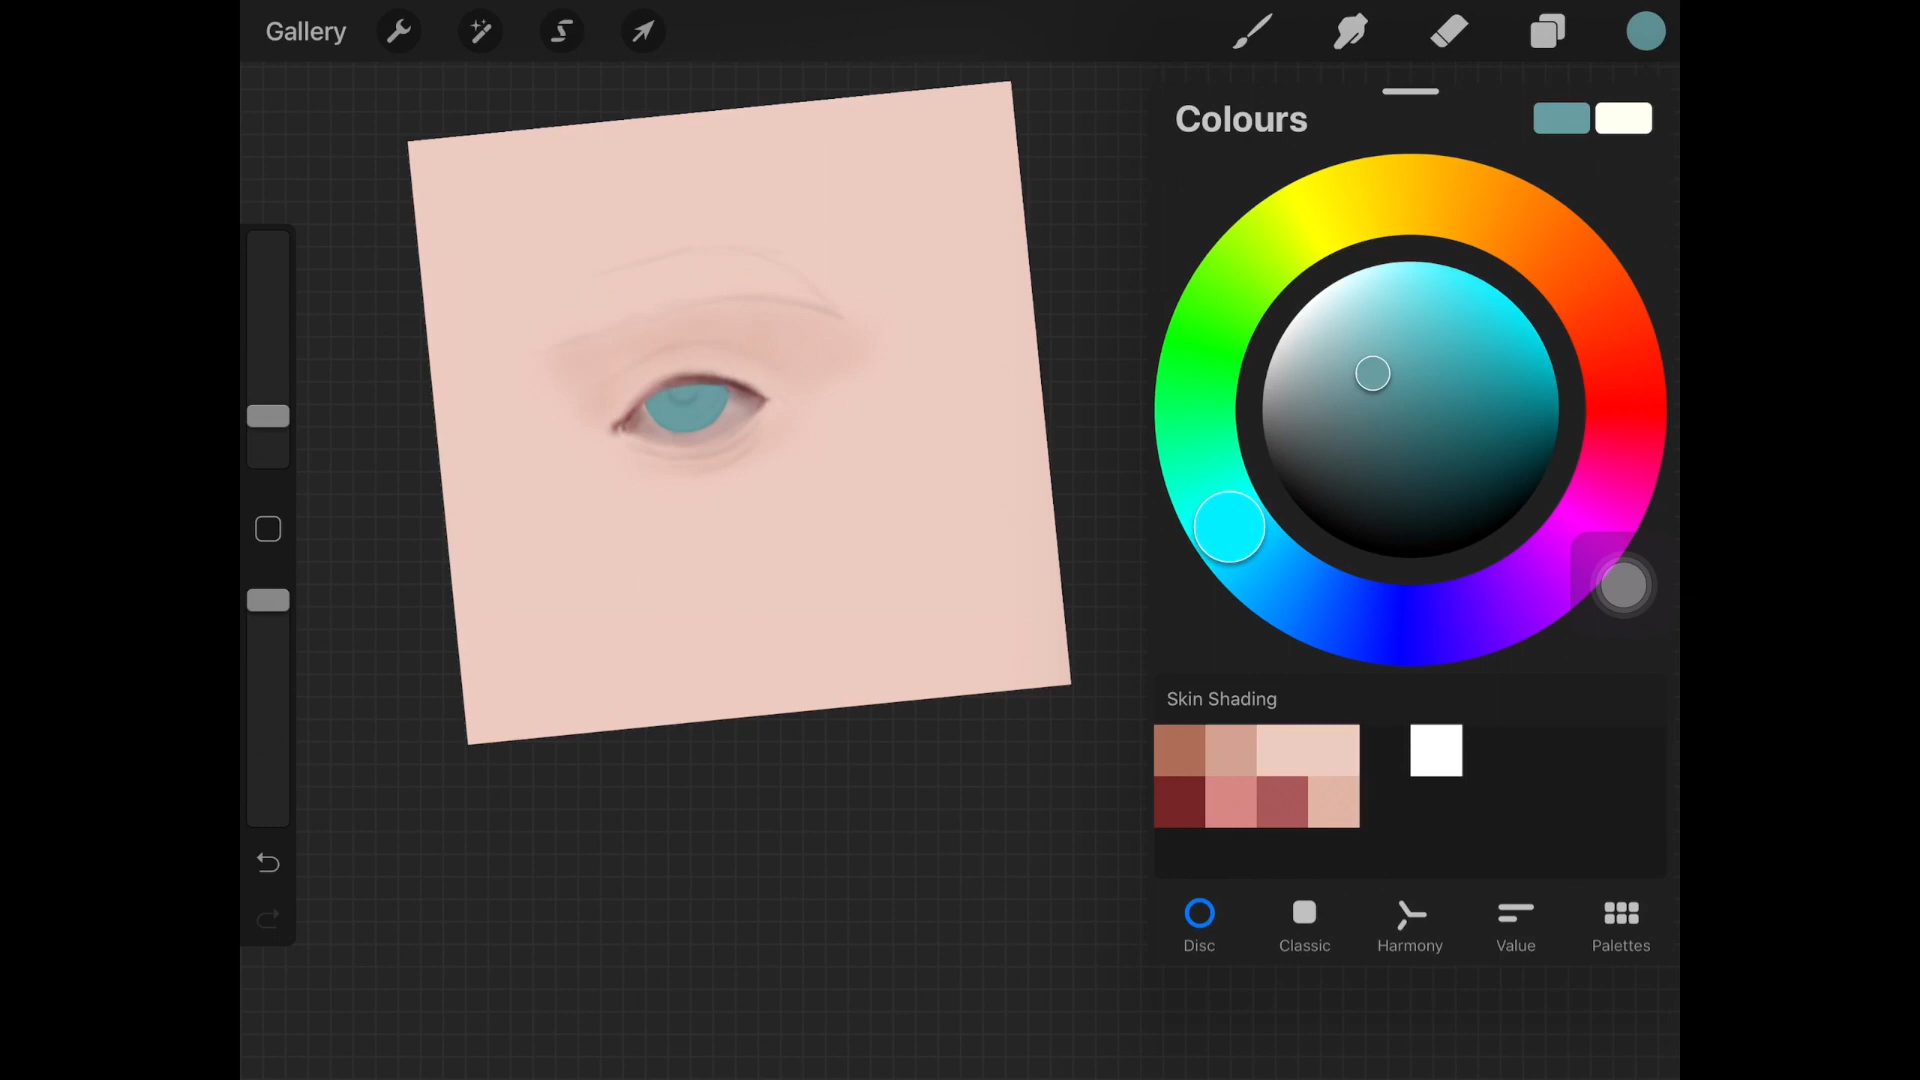 Gallery
Colours
Skin Shading
Disc
Classic
Harmony
Value
Palettes